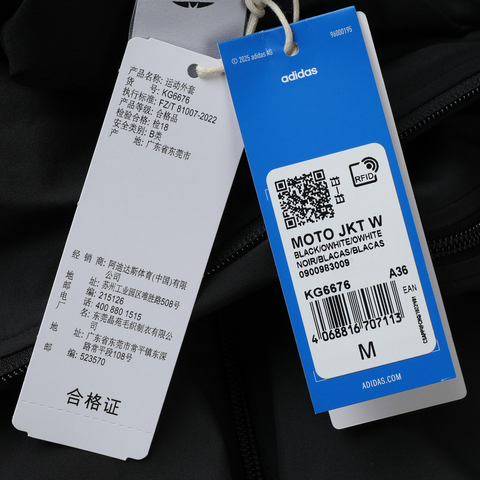 产品名称: 运动外套
货 号: KG6676
执行标准: FZ/T 81007-2022
产品等级: 合格品
检验合格: 检18
安全类别: B类
产 地: 广东省东莞市
经 销 商: 阿迪达斯体育(中国)有限
公司
地 址: 苏州工业园区唯胜路508号
邮 编: 215126
电 话: 400 880 1515
厂 名: 东莞晶苑毛织制衣有限公
司
地 址: 广东省东莞市常平镇东深
路常平段108号
邮 编: 523570
合格证
© 2025 adidas AG
96000195
adidas
RFID
MOTO JKT W
BLACK/OWHITE/OWHITE
NOIR/BLACAS/BLACAS
0900983009
KG6676
A36
EAN
4 068816 707113
M
ADIDAS.COM